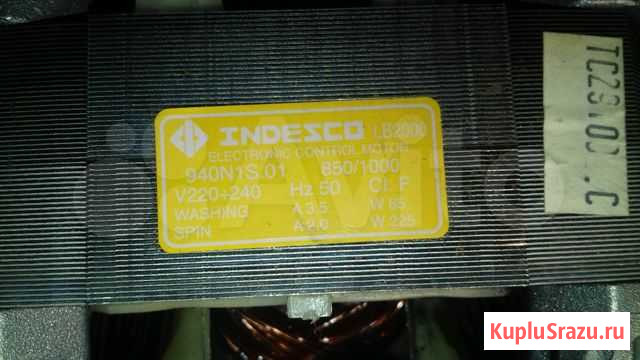 INDESCO LB2000
ELECTRONIC CONTROL MOTOR
940N1S.01 850/1000
V220÷240 Hz 50 CL F
WASHING A 3.5 W 65
SPIN A 2.6 W 225
KupluSrazu.ru